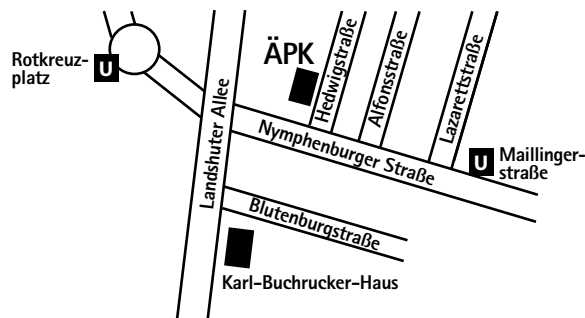 Rotkreuz-
platz
U
ÄPK
Landshuter Allee
Hedwigstraße
Alfonsstraße
Lazarettstraße
Nymphenburger Straße
U
Maillinger-
straße
Blutenburgstraße
Karl-Buchrucker-Haus